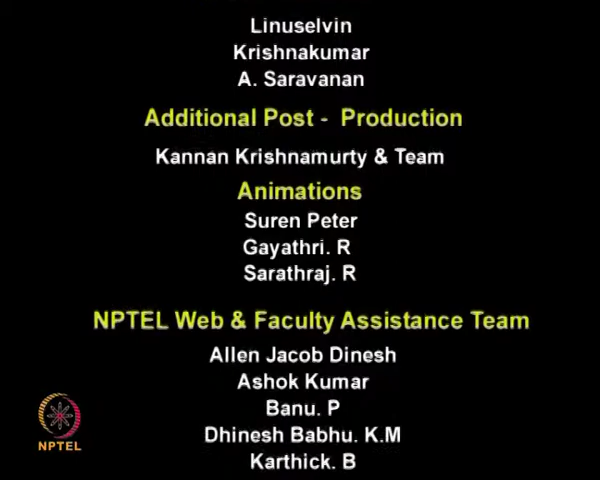 Linuselvin
Krishnakumar
A. Saravanan
Additional Post - Production
Kannan Krishnamurty & Team
Animations
Suren Peter
Gayathri. R
Sarathraj. R
NPTEL Web & Faculty Assistance Team
Allen Jacob Dinesh
Ashok Kumar
Banu. P
Dhinesh Babhu. K.M
Karthick. B
NPTEL